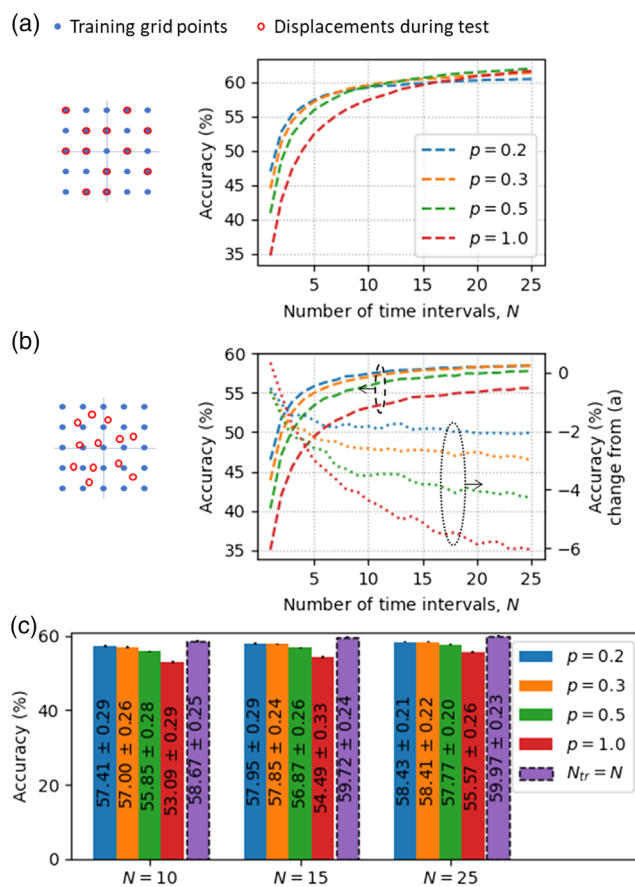 (a) Training grid points Displacements during test
Accuracy (%)
60
55
50
45
40
35
p = 0.2
p = 0.3
p = 0.5
p = 1.0
5 10 15 20 25
Number of time intervals, N
(b)
Accuracy (%)
60
55
50
45
40
35
0
−2
−4
−6
Accuracy (%)
change from (a)
5 10 15 20 25
Number of time intervals, N
(c)
Accuracy (%)
60
40
20
0
57.41 ± 0.29
57.00 ± 0.26
55.85 ± 0.28
53.09 ± 0.29
58.67 ± 0.25
57.95 ± 0.29
57.85 ± 0.24
56.87 ± 0.26
54.49 ± 0.33
59.72 ± 0.24
58.43 ± 0.21
58.41 ± 0.22
57.77 ± 0.20
55.57 ± 0.26
59.97 ± 0.23
p = 0.2
p = 0.3
p = 0.5
p = 1.0
Ntr = N
N = 10 N = 15 N = 25